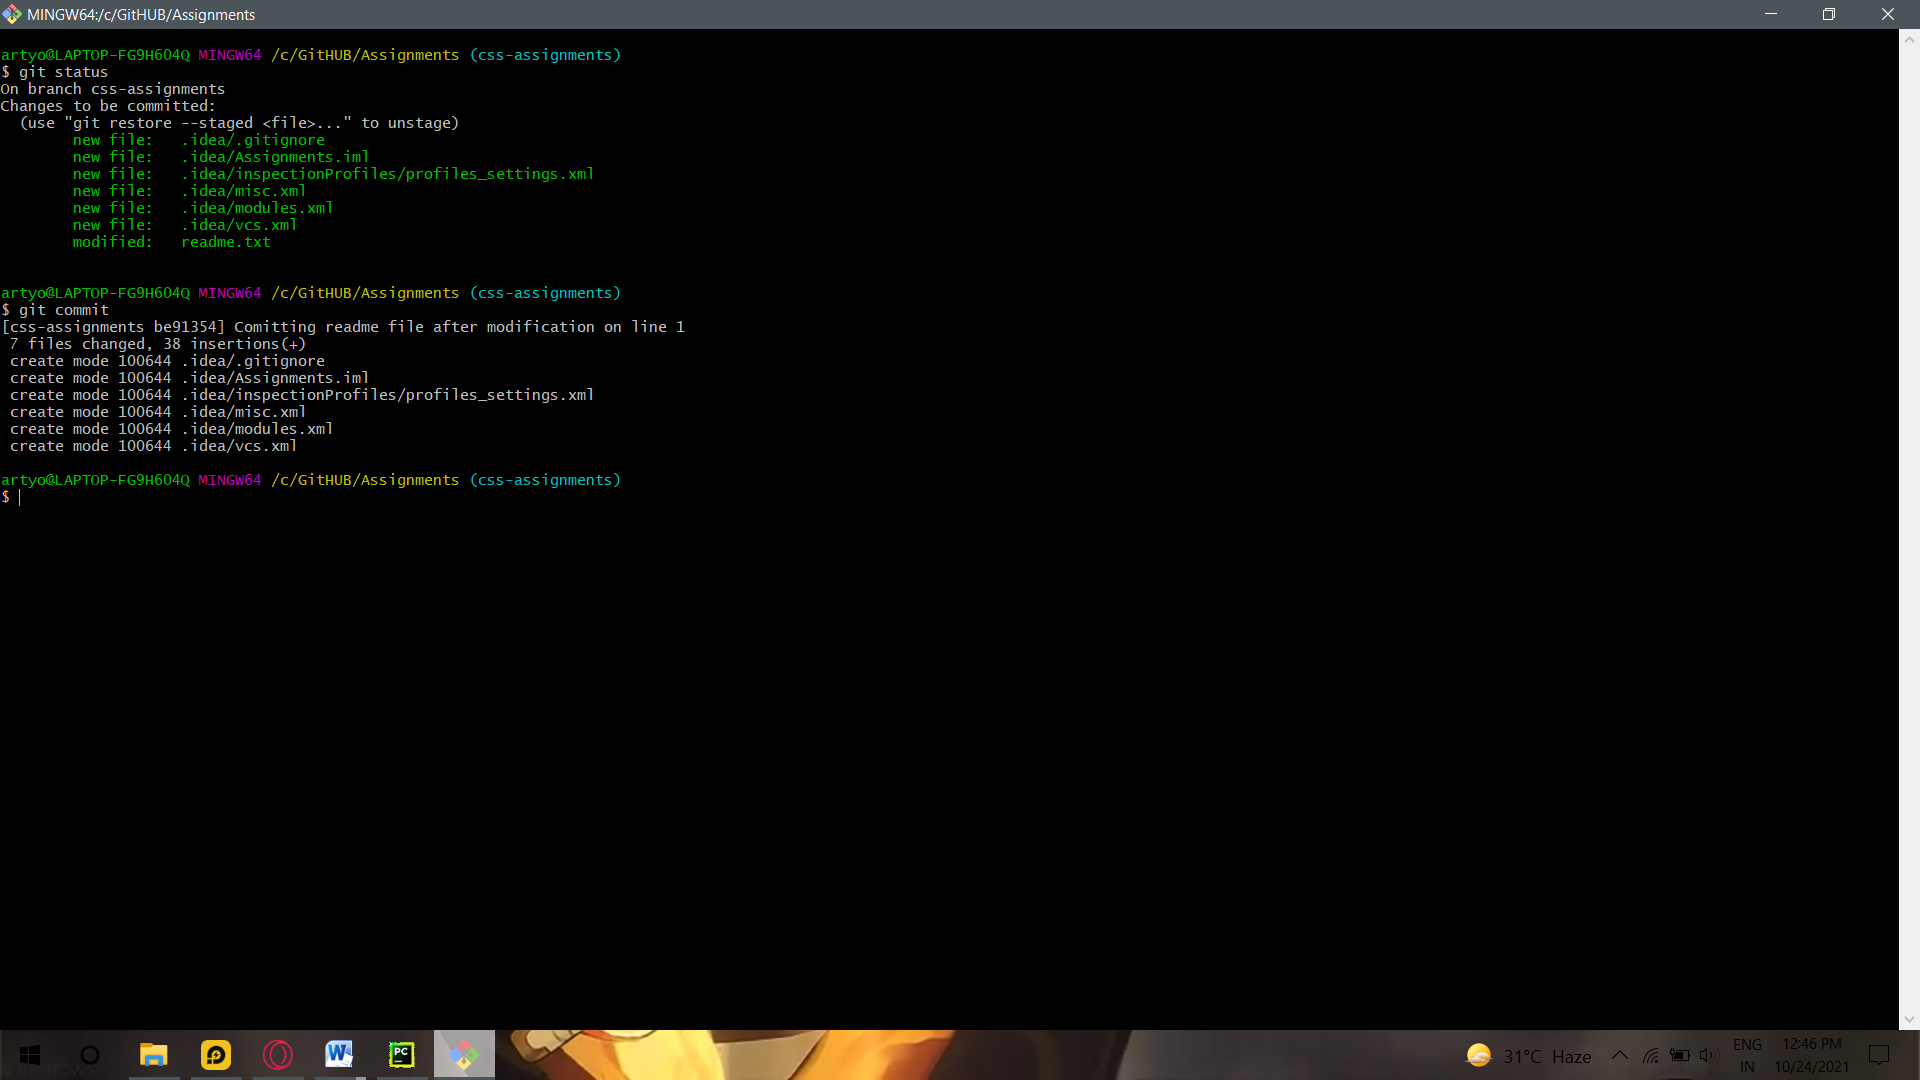 MINGW64:/c/GitHUB/Assignments
artyo@LAPTOP-FG9H6O4Q MINGW64 /c/GitHUB/Assignments (css-assignments)
$ git status
On branch css-assignments
Changes to be committed:
  (use "git restore --staged <file>..." to unstage)
        new file:   .idea/.gitignore
        new file:   .idea/Assignments.iml
        new file:   .idea/inspectionProfiles/profiles_settings.xml
        new file:   .idea/misc.xml
        new file:   .idea/modules.xml
        new file:   .idea/vcs.xml
        modified:   readme.txt
artyo@LAPTOP-FG9H6O4Q MINGW64 /c/GitHUB/Assignments (css-assignments)
$ git commit
[css-assignments be91354] Comitting readme file after modification on line 1
 7 files changed, 38 insertions(+)
 create mode 100644 .idea/.gitignore
 create mode 100644 .idea/Assignments.iml
 create mode 100644 .idea/inspectionProfiles/profiles_settings.xml
 create mode 100644 .idea/misc.xml
 create mode 100644 .idea/modules.xml
 create mode 100644 .idea/vcs.xml
artyo@LAPTOP-FG9H6O4Q MINGW64 /c/GitHUB/Assignments (css-assignments)
$
W
PC
31°C Haze
ENG
IN
12:46 PM
10/24/2021